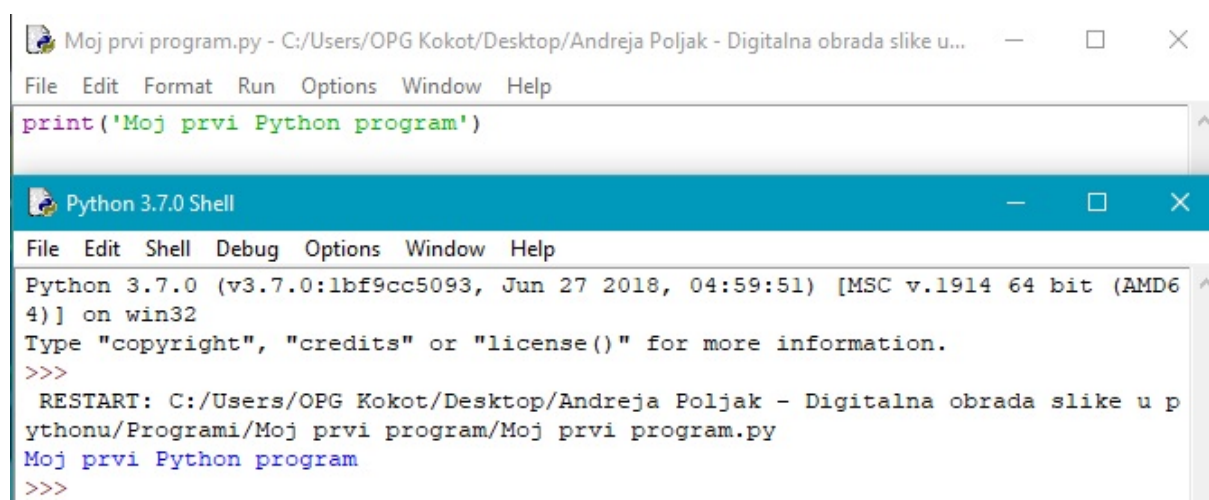 Moj prvi program.py - C:/Users/OPG Kokot/Desktop/Andreja Poljak - Digitalna obrada slike u...
File Edit Format Run Options Window Help
print('Moj prvi Python program')
Python 3.7.0 Shell
File Edit Shell Debug Options Window Help
Python 3.7.0 (v3.7.0:1bf9cc5093, Jun 27 2018, 04:59:51) [MSC v.1914 64 bit (AMD6
4)] on win32
Type "copyright", "credits" or "license()" for more information.
>>>
RESTART: C:/Users/OPG Kokot/Desktop/Andreja Poljak - Digitalna obrada slike u p
ythonu/Programi/Moj prvi program/Moj prvi program.py
Moj prvi Python program
>>>